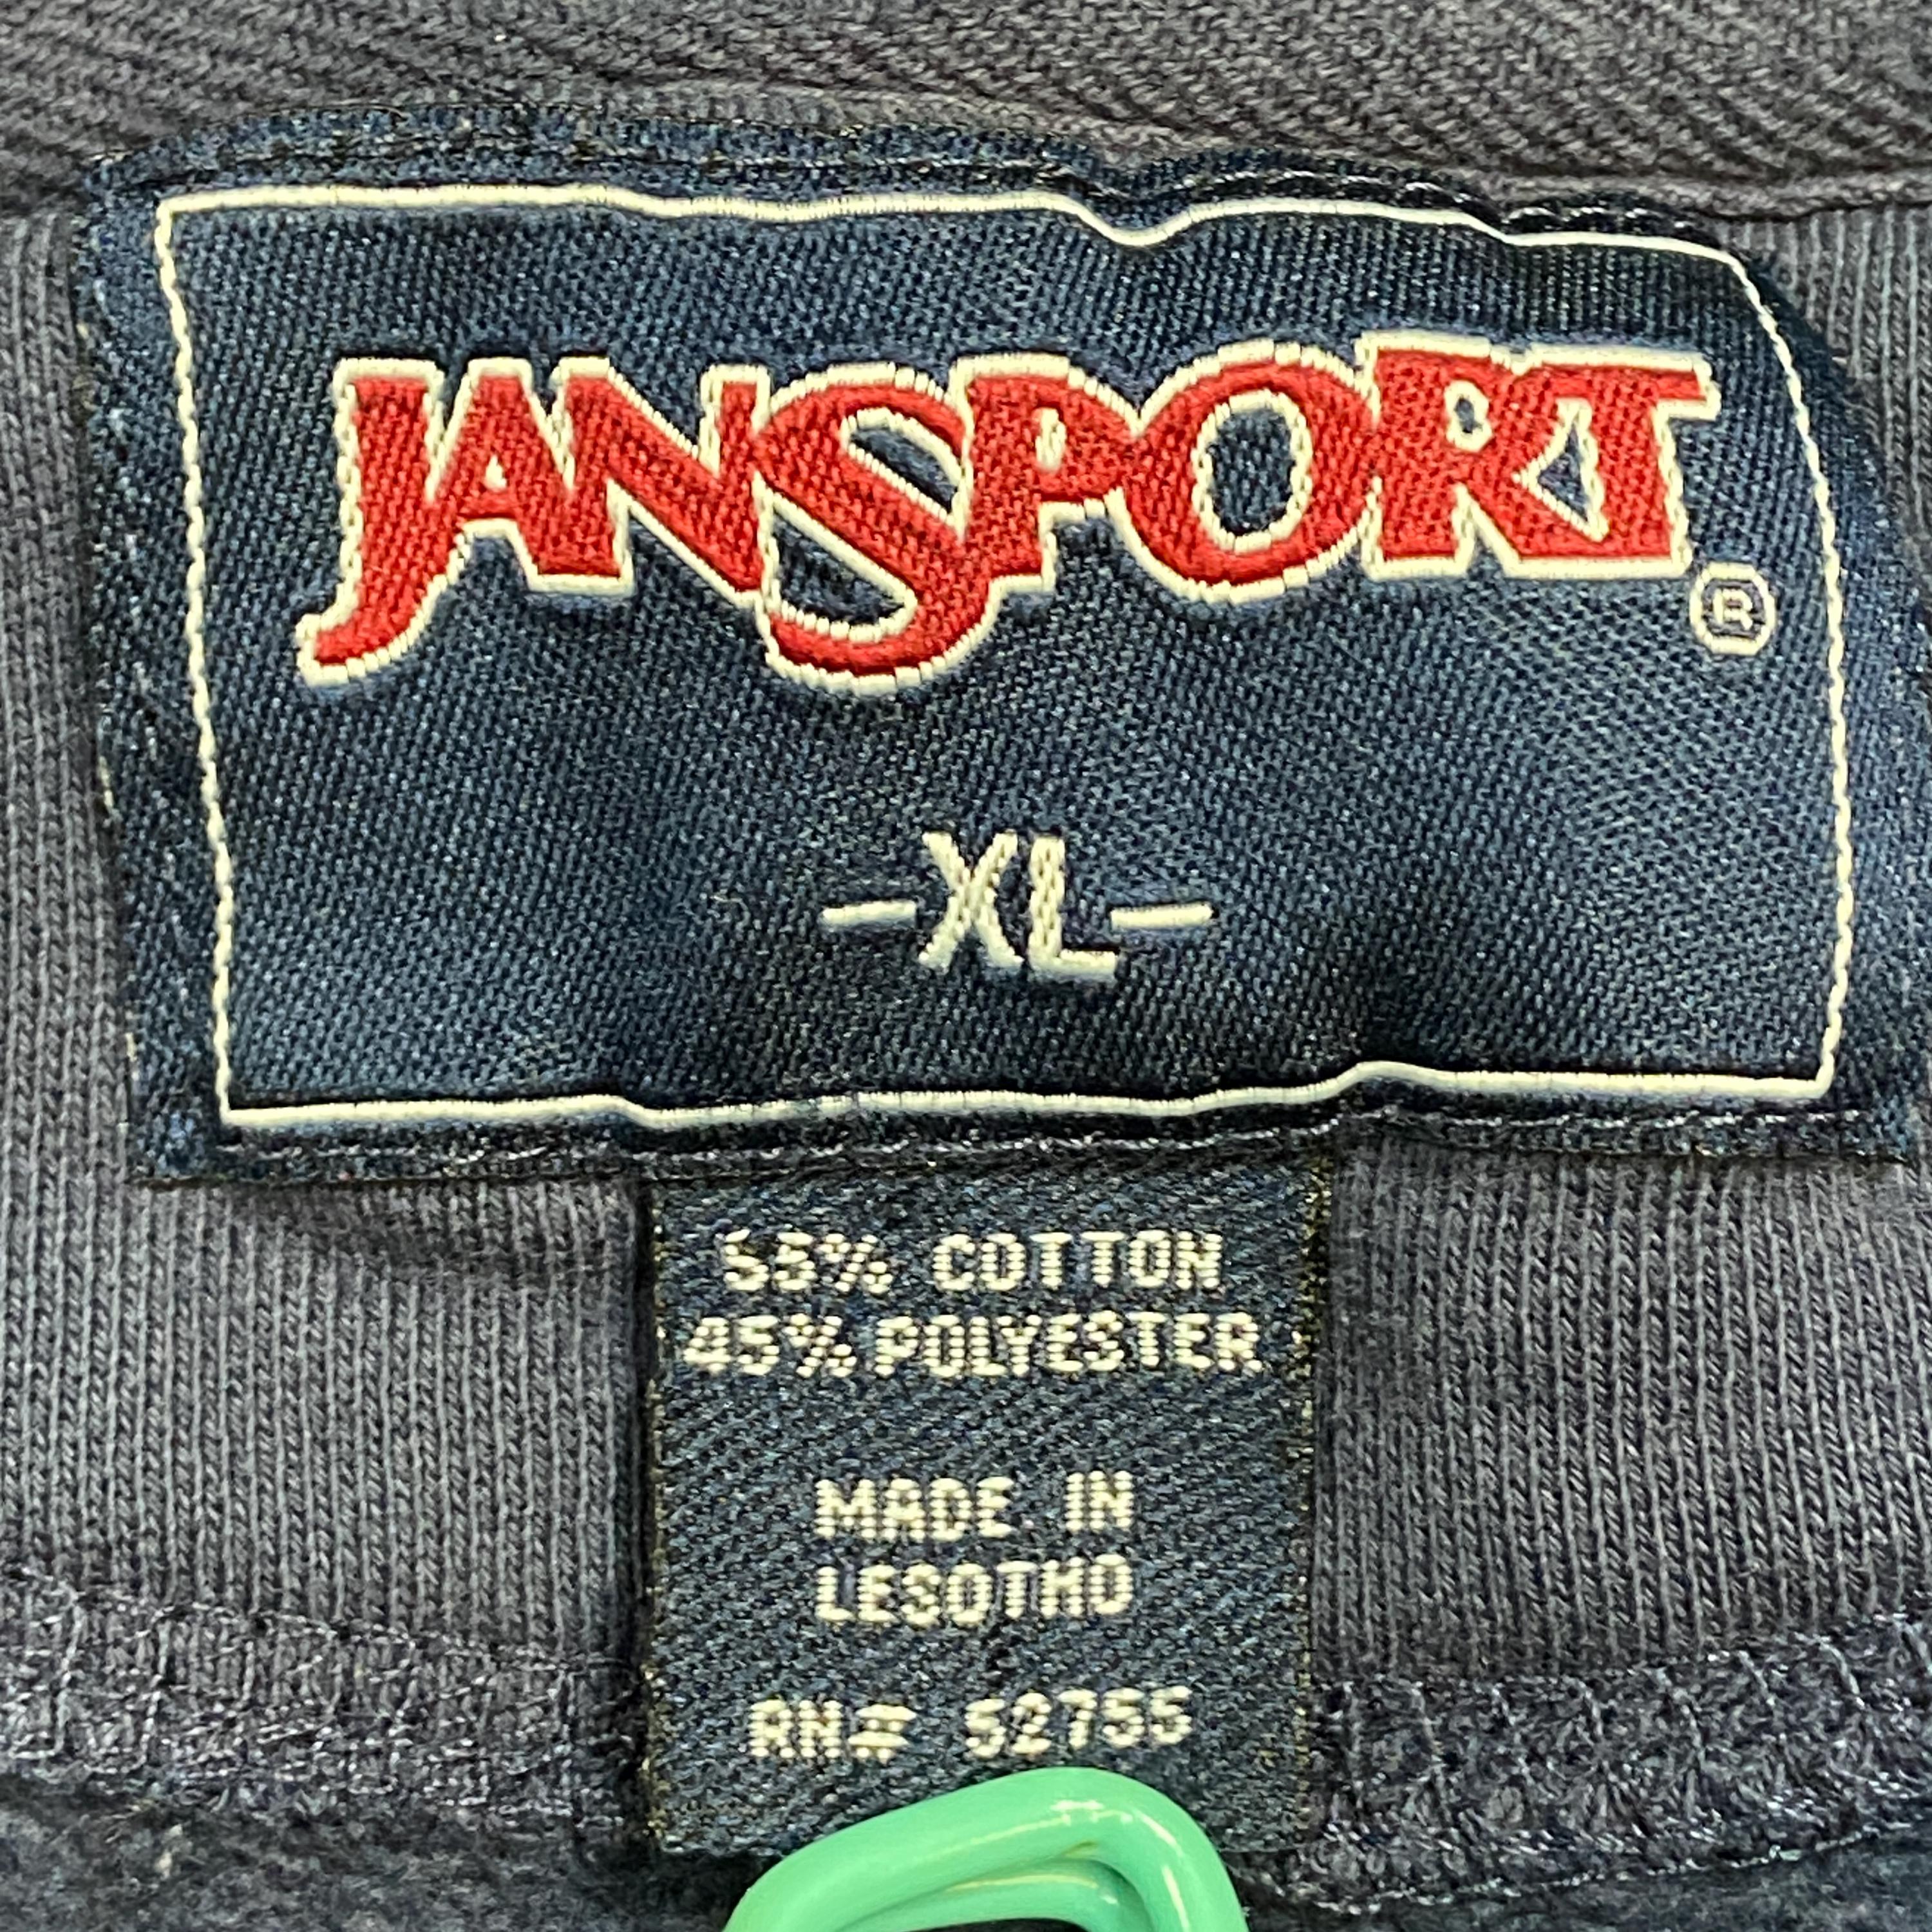 JANSPORT®
-XL-
55% COTTON
45% POLYESTER
MADE IN
LESOTHO
RN# 52755